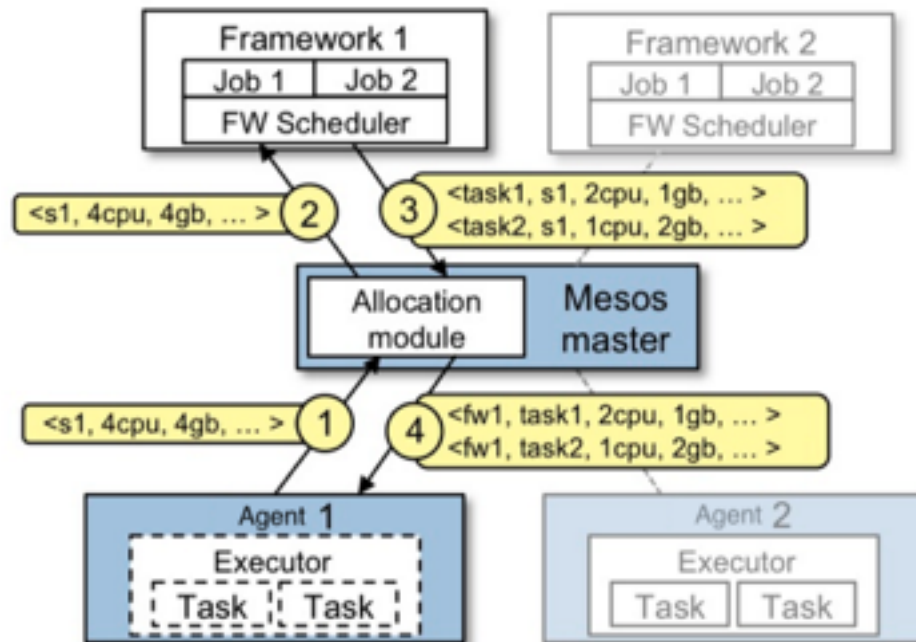 Framework 1
Job 1 Job 2
FW Scheduler
Framework 2
Job 1 Job 2
FW Scheduler
<s1, 4cpu, 4gb, ... >
2
3
<task1, s1, 2cpu, 1gb, ... >
<task2, s1, 1cpu, 2gb, ... >
Allocation
module
Mesos
master
<s1, 4cpu, 4gb, ... >
1
4
<fw1, task1, 2cpu, 1gb, ... >
<fw1, task2, 1cpu, 2gb, ... >
Agent 1
Executor
Task Task
Agent 2
Executor
Task Task